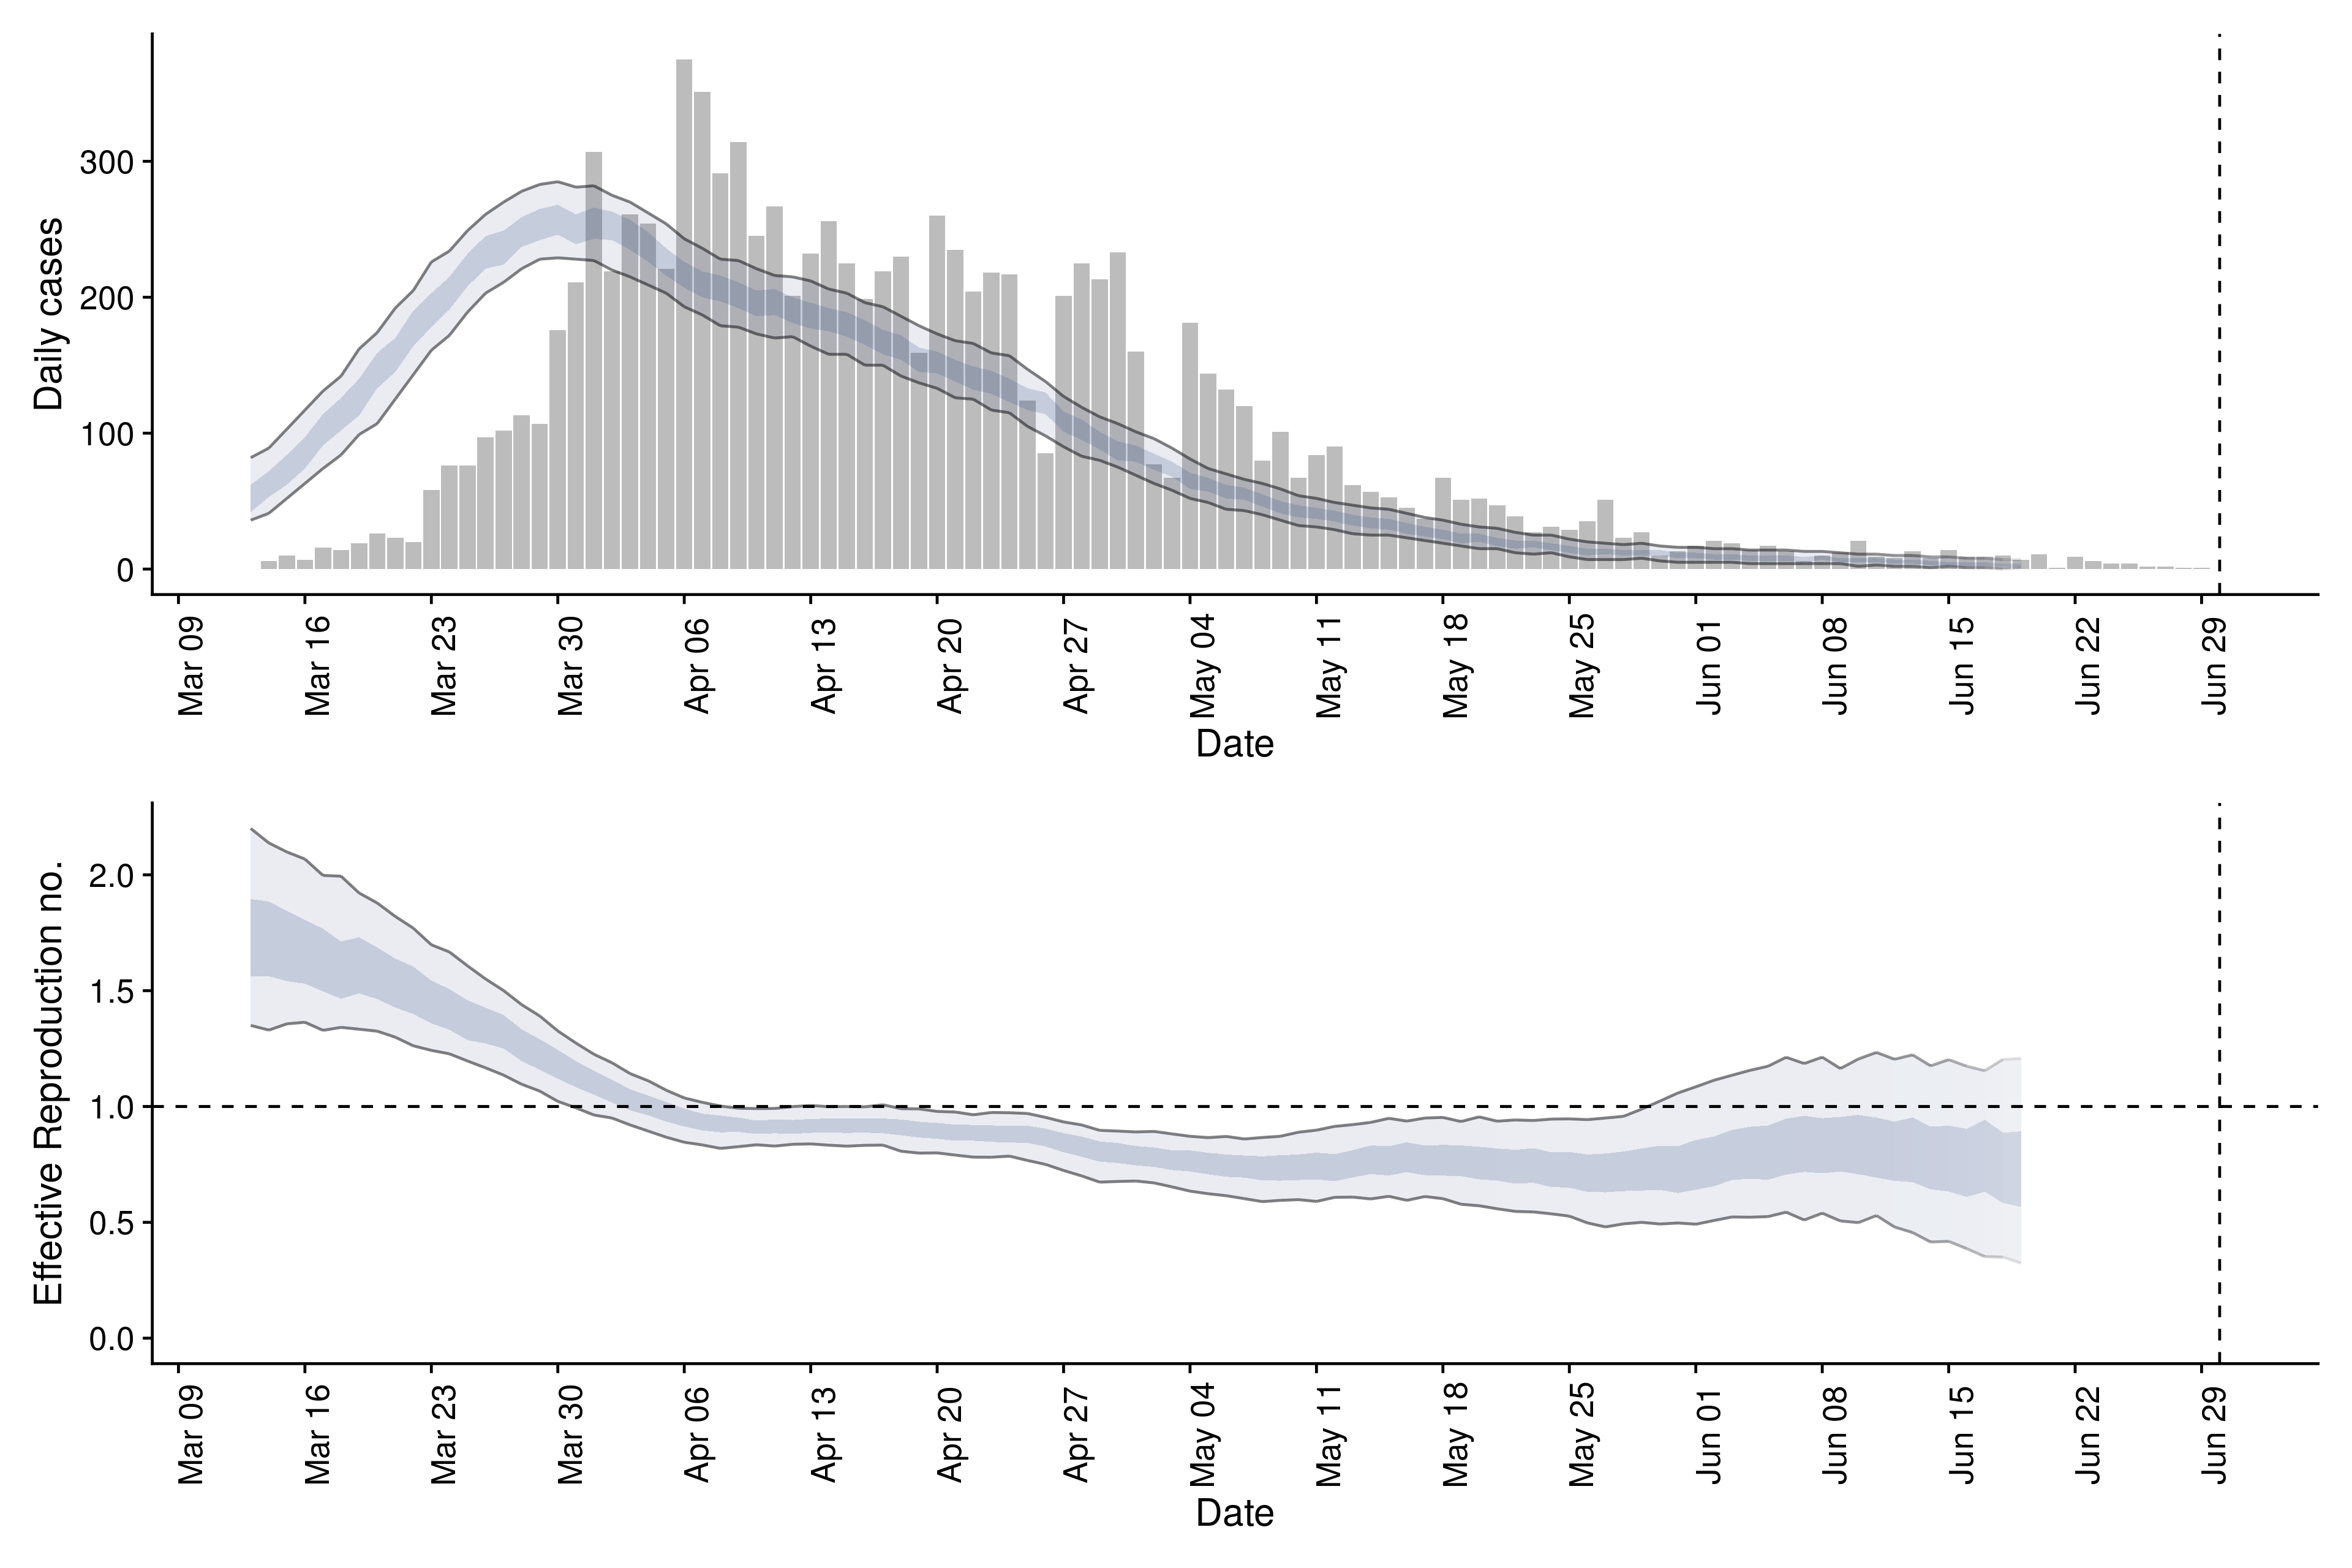 Daily cases
300
200
100
0
Mar 09
Mar 16
Mar 23
Mar 30
Apr 06
Apr 13
Apr 20
Apr 27
May 04
May 11
May 18
May 25
Jun 01
Jun 08
Jun 15
Jun 22
Jun 29
Date
Effective Reproduction no.
2.0
1.5
1.0
0.5
0.0
Mar 09
Mar 16
Mar 23
Mar 30
Apr 06
Apr 13
Apr 20
Apr 27
May 04
May 11
May 18
May 25
Jun 01
Jun 08
Jun 15
Jun 22
Jun 29
Date